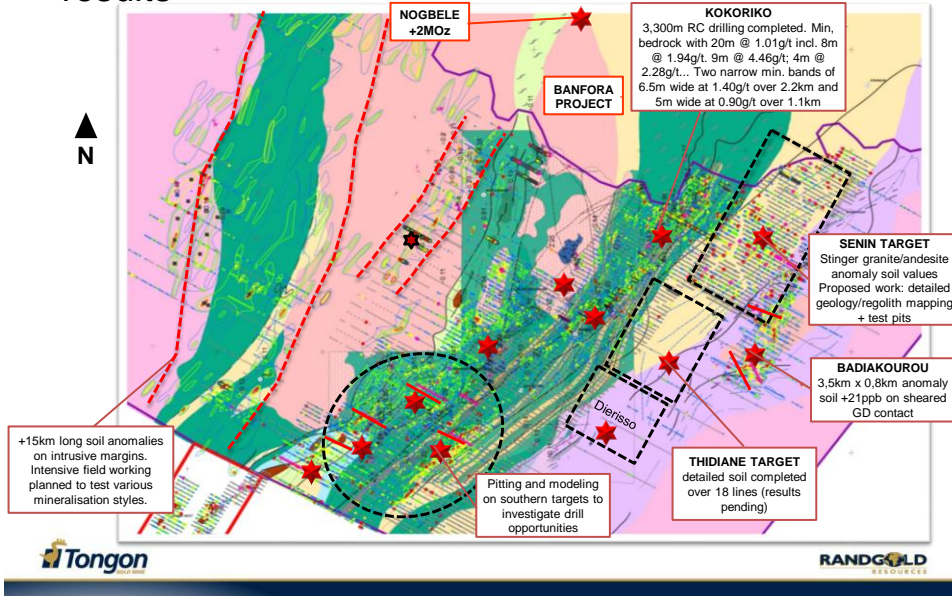 results
NOGBELE
+2MOz
KOKORIKO
3,300m RC drilling completed. Min,
bedrock with 20m @ 1.01g/t incl. 8m
@ 1.94g/t. 9m @ 4.46g/t; 4m @
2.28g/t... Two narrow min. bands of
6.5m wide at 1.40g/t over 2.2km and
5m wide at 0.90g/t over 1.1km
BANFORA
PROJECT
N
SENIN TARGET
Stinger granite/andesite
anomaly soil values
Proposed work: detailed
geology/regolith mapping
+ test pits
BADIAKOUROU
3,5km x 0,8km anomaly
soil +21ppb on sheared
GD contact
Dierisso
THIDIANE TARGET
detailed soil completed
over 18 lines (results
pending)
+15km long soil anomalies
on intrusive margins.
Intensive field working
planned to test various
mineralisation styles.
Pitting and modeling
on southern targets to
investigate drill
opportunities
Tongon
GOLD MINE
RANDGOLD
RESOURCES